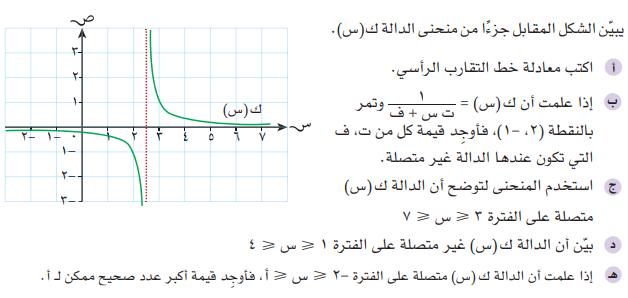 يبيّن الشكل المقابل جزءًا من منحنى الدالة ك(س).
أ اكتب معادلة خط التقارب الرأسي.
ب إذا علمت أن ك(س) = ١ / ت س + ف وتمر
بالنقطة (٢، -١)، فأوجد قيمة كل من ت، ف
التي تكون عندها الدالة غير متصلة.
ج استخدم المنحنى لتوضح أن الدالة ك(س)
متصلة على الفترة ٣ ⩽ س ⩽ ٧
د بيّن أن الدالة ك(س) غير متصلة على الفترة ١ ⩽ س ⩽ ٤
هـ إذا علمت أن الدالة ك(س) متصلة على الفترة -٢ ⩽ س ⩽ أ، فأوجد قيمة أكبر عدد صحيح ممكن لـ أ.
ص
٣
٢
١
ك(س)
س
-٢ -١ ١ ٢ ٣ ٤ ٥ ٦ ٧
-١
-٢
-٣